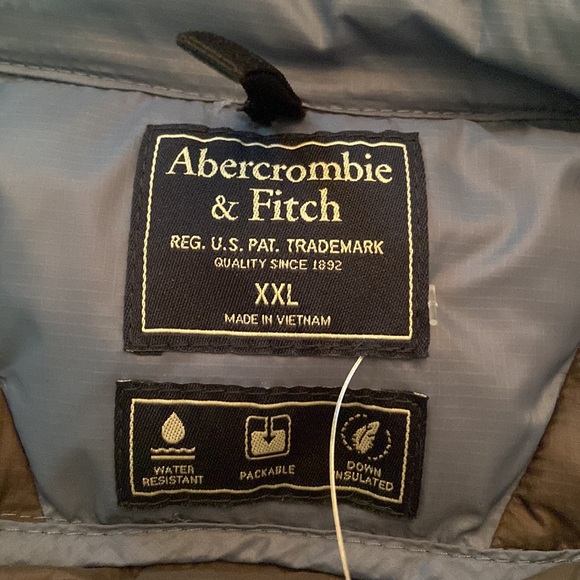 Abercrombie
& Fitch
REG. U.S. PAT. TRADEMARK
QUALITY SINCE 1892
XXL
MADE IN VIETNAM
WATER
RESISTANT
PACKABLE
DOWN
INSULATED